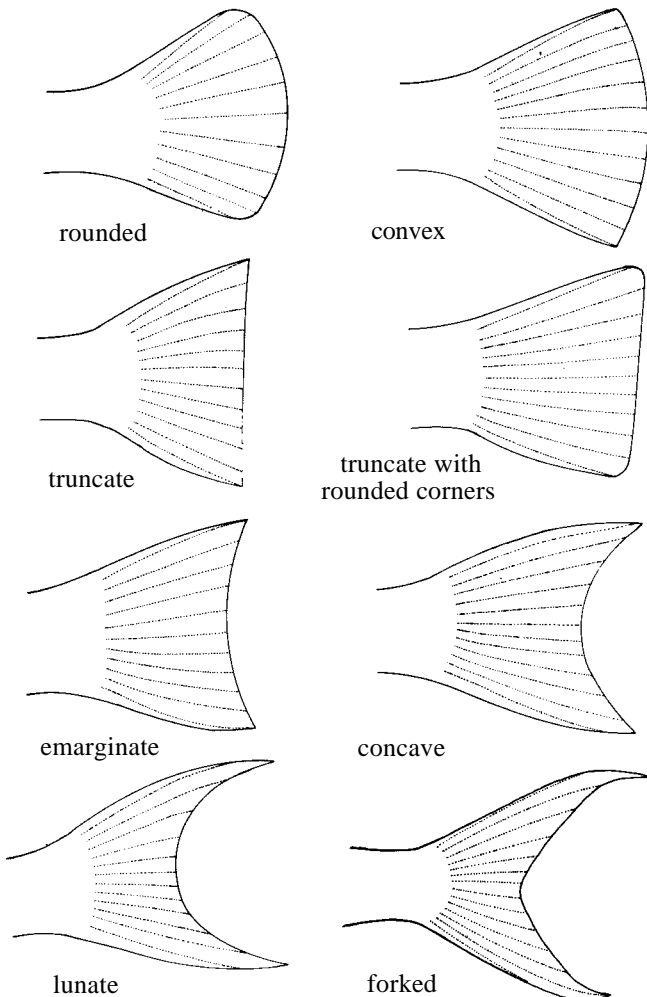 rounded
convex
truncate
truncate with
rounded corners
emarginate
concave
lunate
forked